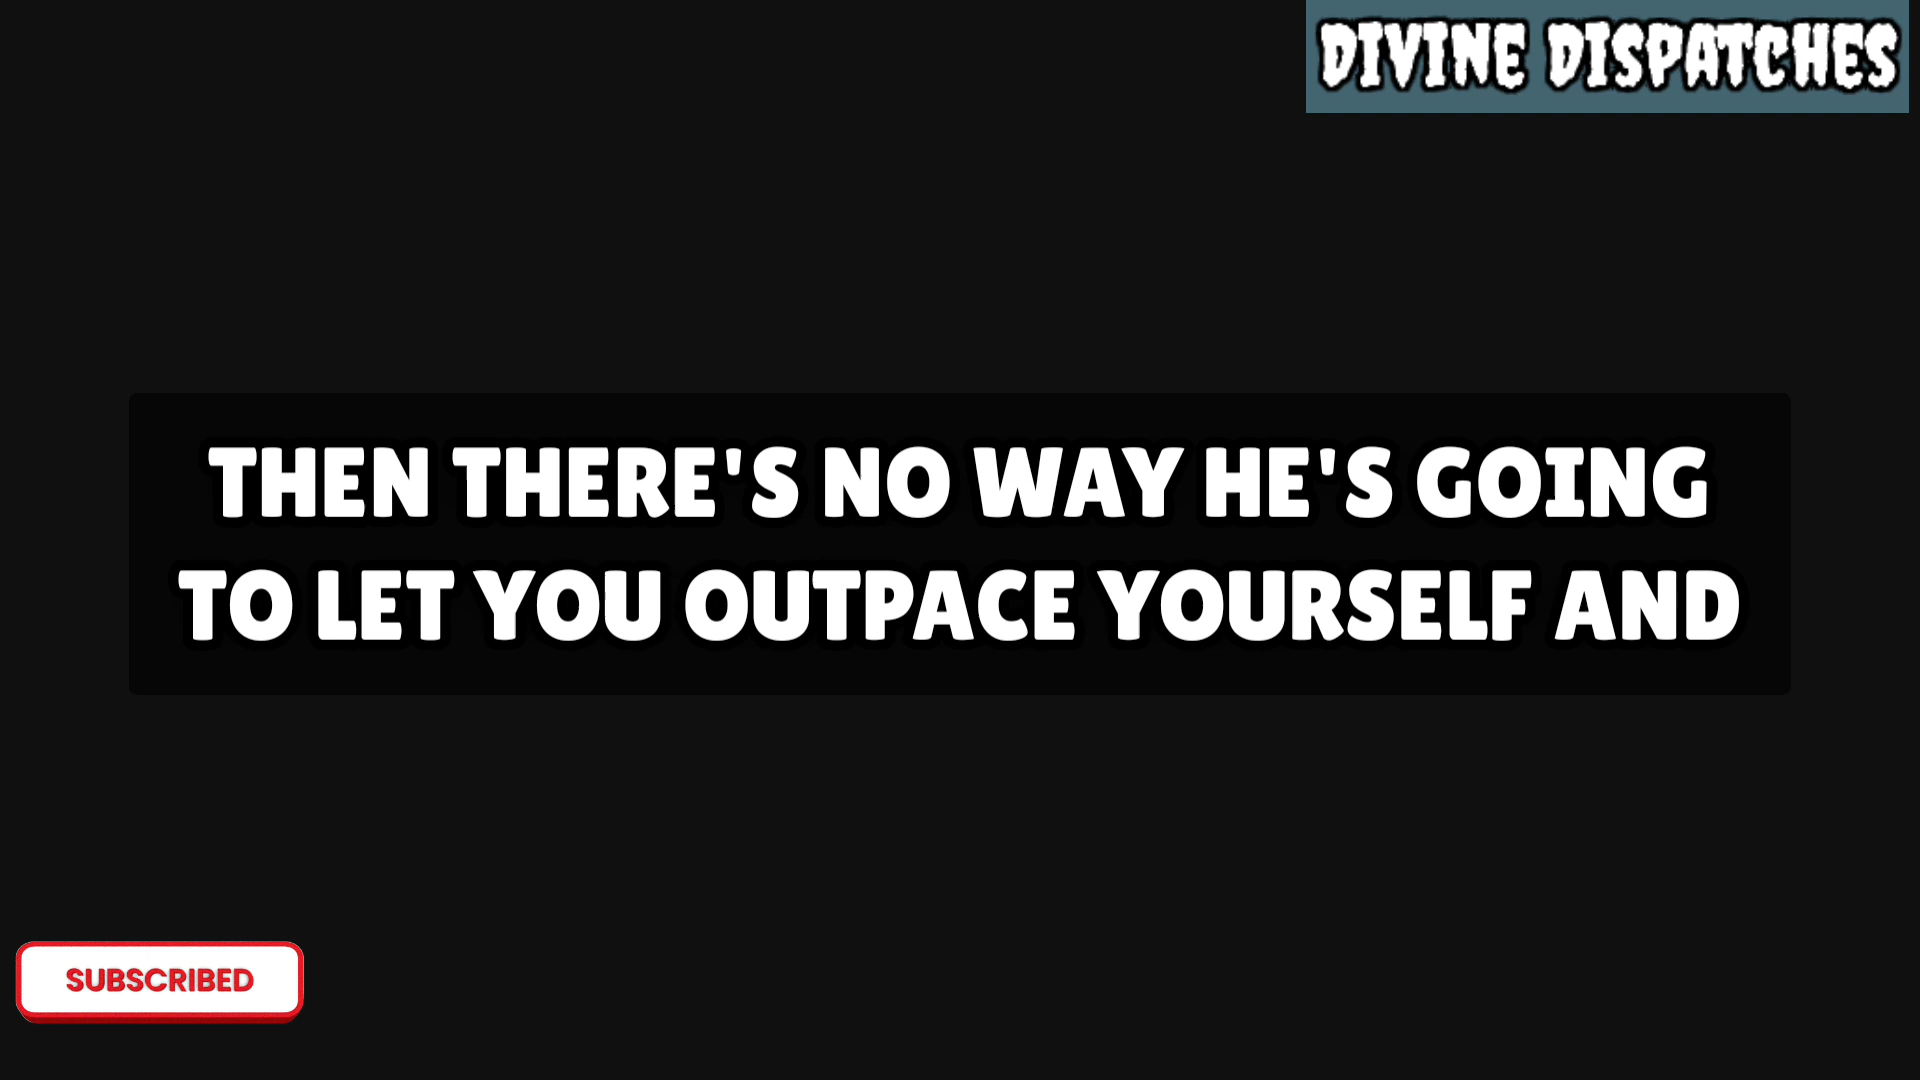 DIVINE DISPATCHES
THEN THERE'S NO WAY HE'S GOING
TO LET YOU OUTPACE YOURSELF AND
SUBSCRIBED